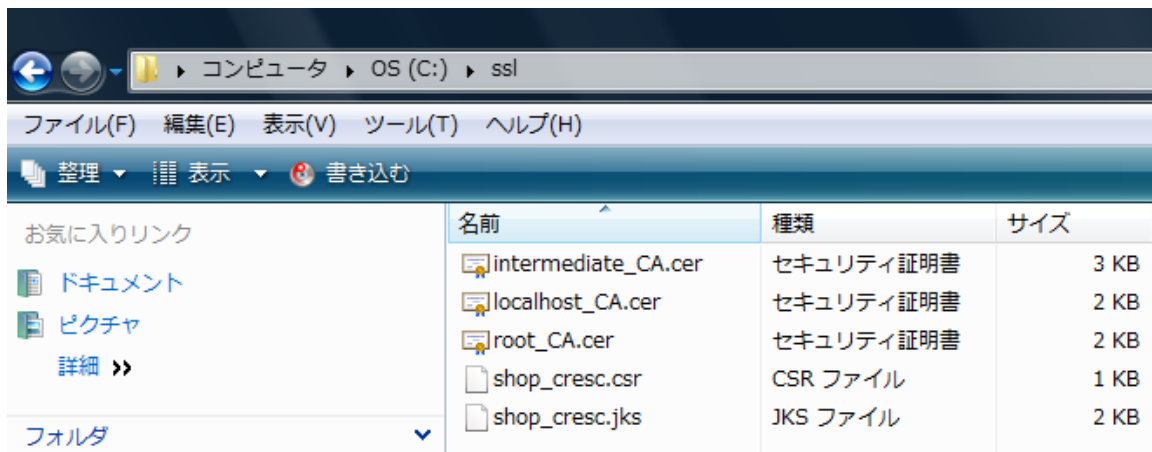 コンピュータ ▸ OS (C:) ▸ ssl
ファイル(F) 編集(E) 表示(V) ツール(T) ヘルプ(H)
整理 表示 書き込む
お気に入りリンク
ドキュメント
ピクチャ
詳細 >>
フォルダ
名前 種類 サイズ
intermediate_CA.cer セキュリティ証明書 3 KB
localhost_CA.cer セキュリティ証明書 2 KB
root_CA.cer セキュリティ証明書 2 KB
shop_cresc.csr CSR ファイル 1 KB
shop_cresc.jks JKS ファイル 2 KB